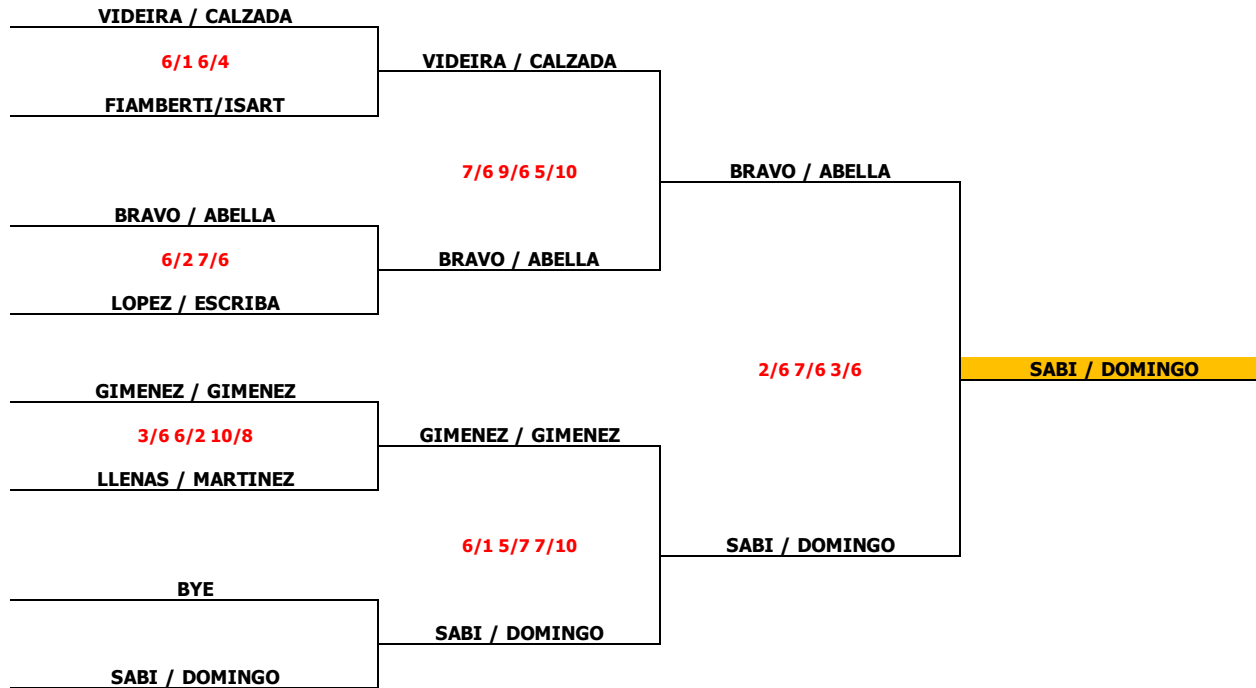 VIDEIRA / CALZADA
6/1 6/4
VIDEIRA / CALZADA
FIAMBERTI/ISART
7/6 9/6 5/10
BRAVO / ABELLA
BRAVO / ABELLA
6/2 7/6
BRAVO / ABELLA
LOPEZ / ESCRIBA
2/6 7/6 3/6
SABI / DOMINGO
GIMENEZ / GIMENEZ
3/6 6/2 10/8
GIMENEZ / GIMENEZ
LLENAS / MARTINEZ
6/1 5/7 7/10
SABI / DOMINGO
BYE
SABI / DOMINGO
SABI / DOMINGO